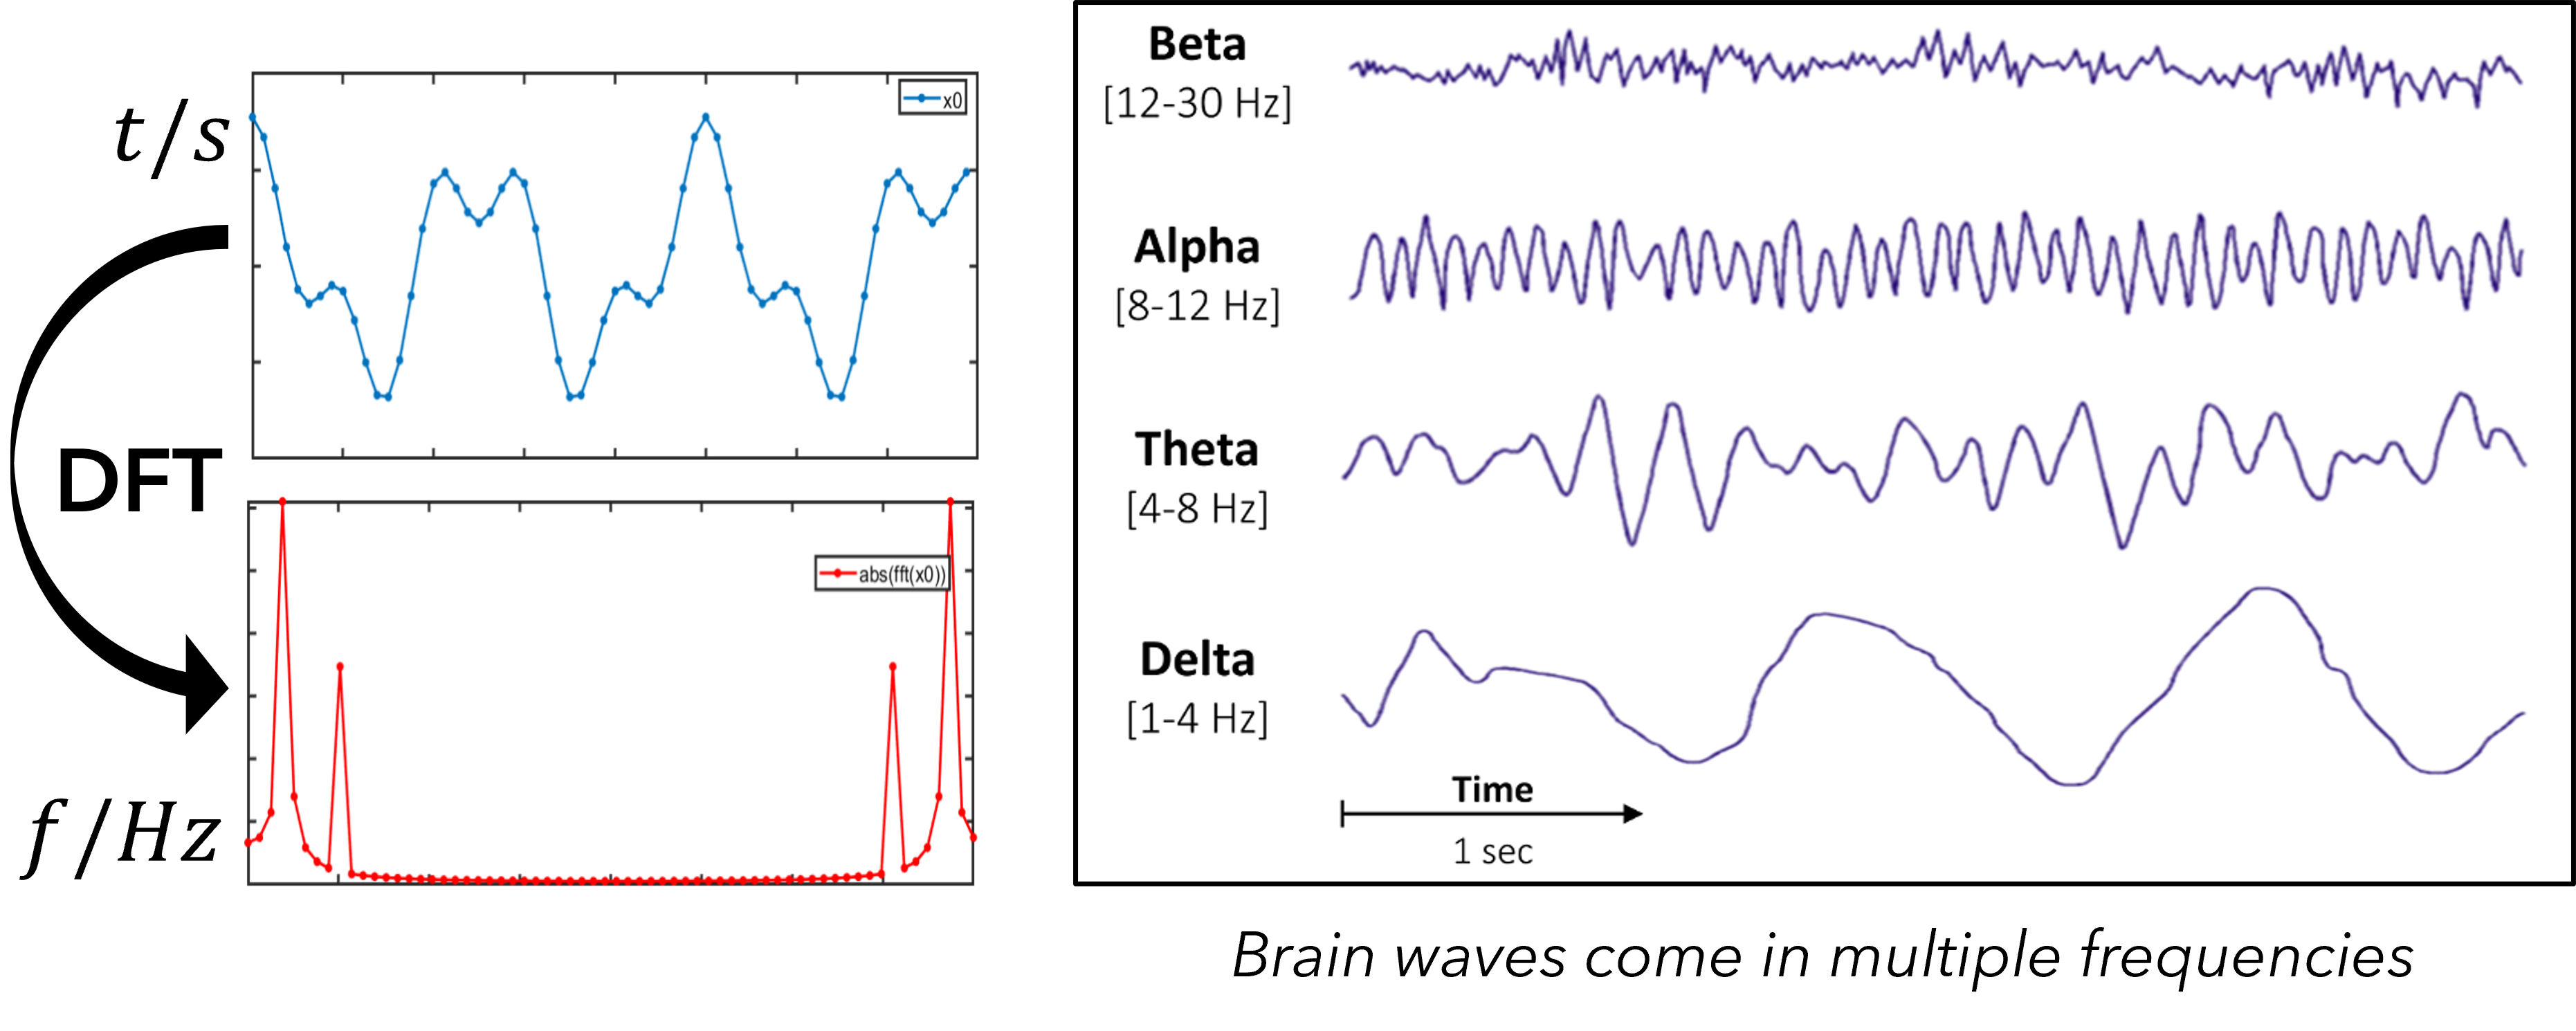 t/s
x0
DFT
abs(fft(x0))
f/Hz
Beta
[12-30 Hz]
Alpha
[8-12 Hz]
Theta
[4-8 Hz]
Delta
[1-4 Hz]
Time
1 sec
Brain waves come in multiple frequencies